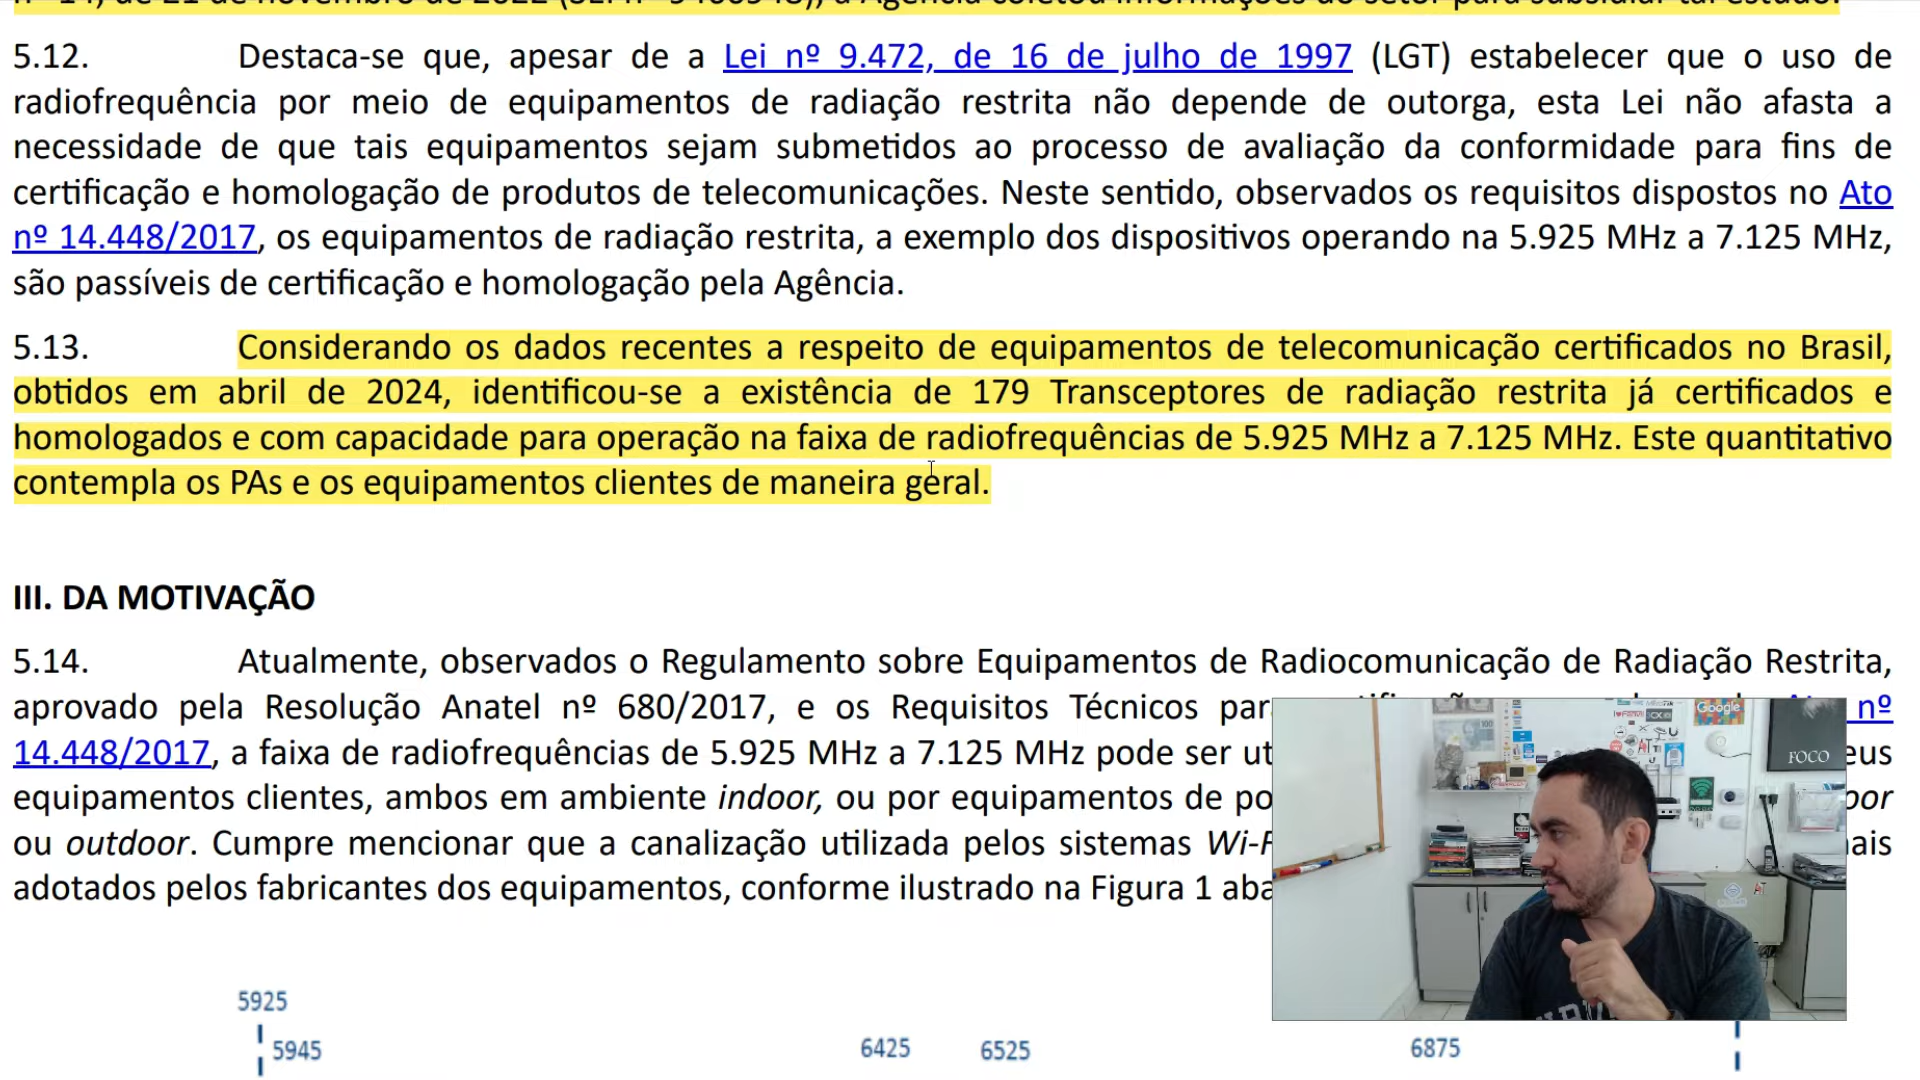 5.12. Destaca-se que, apesar de a Lei nº 9.472, de 16 de julho de 1997 (LGT) estabelecer que o uso de
radiofrequência por meio de equipamentos de radiação restrita não depende de outorga, esta Lei não afasta a
necessidade de que tais equipamentos sejam submetidos ao processo de avaliação da conformidade para fins de
certificação e homologação de produtos de telecomunicações. Neste sentido, observados os requisitos dispostos no Ato
nº 14.448/2017, os equipamentos de radiação restrita, a exemplo dos dispositivos operando na 5.925 MHz a 7.125 MHz,
são passíveis de certificação e homologação pela Agência.
5.13. Considerando os dados recentes a respeito de equipamentos de telecomunicação certificados no Brasil,
obtidos em abril de 2024, identificou-se a existência de 179 Transceptores de radiação restrita já certificados e
homologados e com capacidade para operação na faixa de radiofrequências de 5.925 MHz a 7.125 MHz. Este quantitativo
contempla os PAs e os equipamentos clientes de maneira geral.
III. DA MOTIVAÇÃO
5.14. Atualmente, observados o Regulamento sobre Equipamentos de Radiocomunicação de Radiação Restrita,
aprovado pela Resolução Anatel nº 680/2017, e os Requisitos Técnicos nº
14.448/2017, a faixa de radiofrequências de 5.925 MHz a 7.125 MHz pode ser
equipamentos clientes, ambos em ambiente indoor, ou por equipamentos de
ou outdoor. Cumpre mencionar que a canalização utilizada pelos sistemas
adotados pelos fabricantes dos equipamentos, conforme ilustrado na Figura 1
Google
FOCO
5925
5945
6425
6525
6875